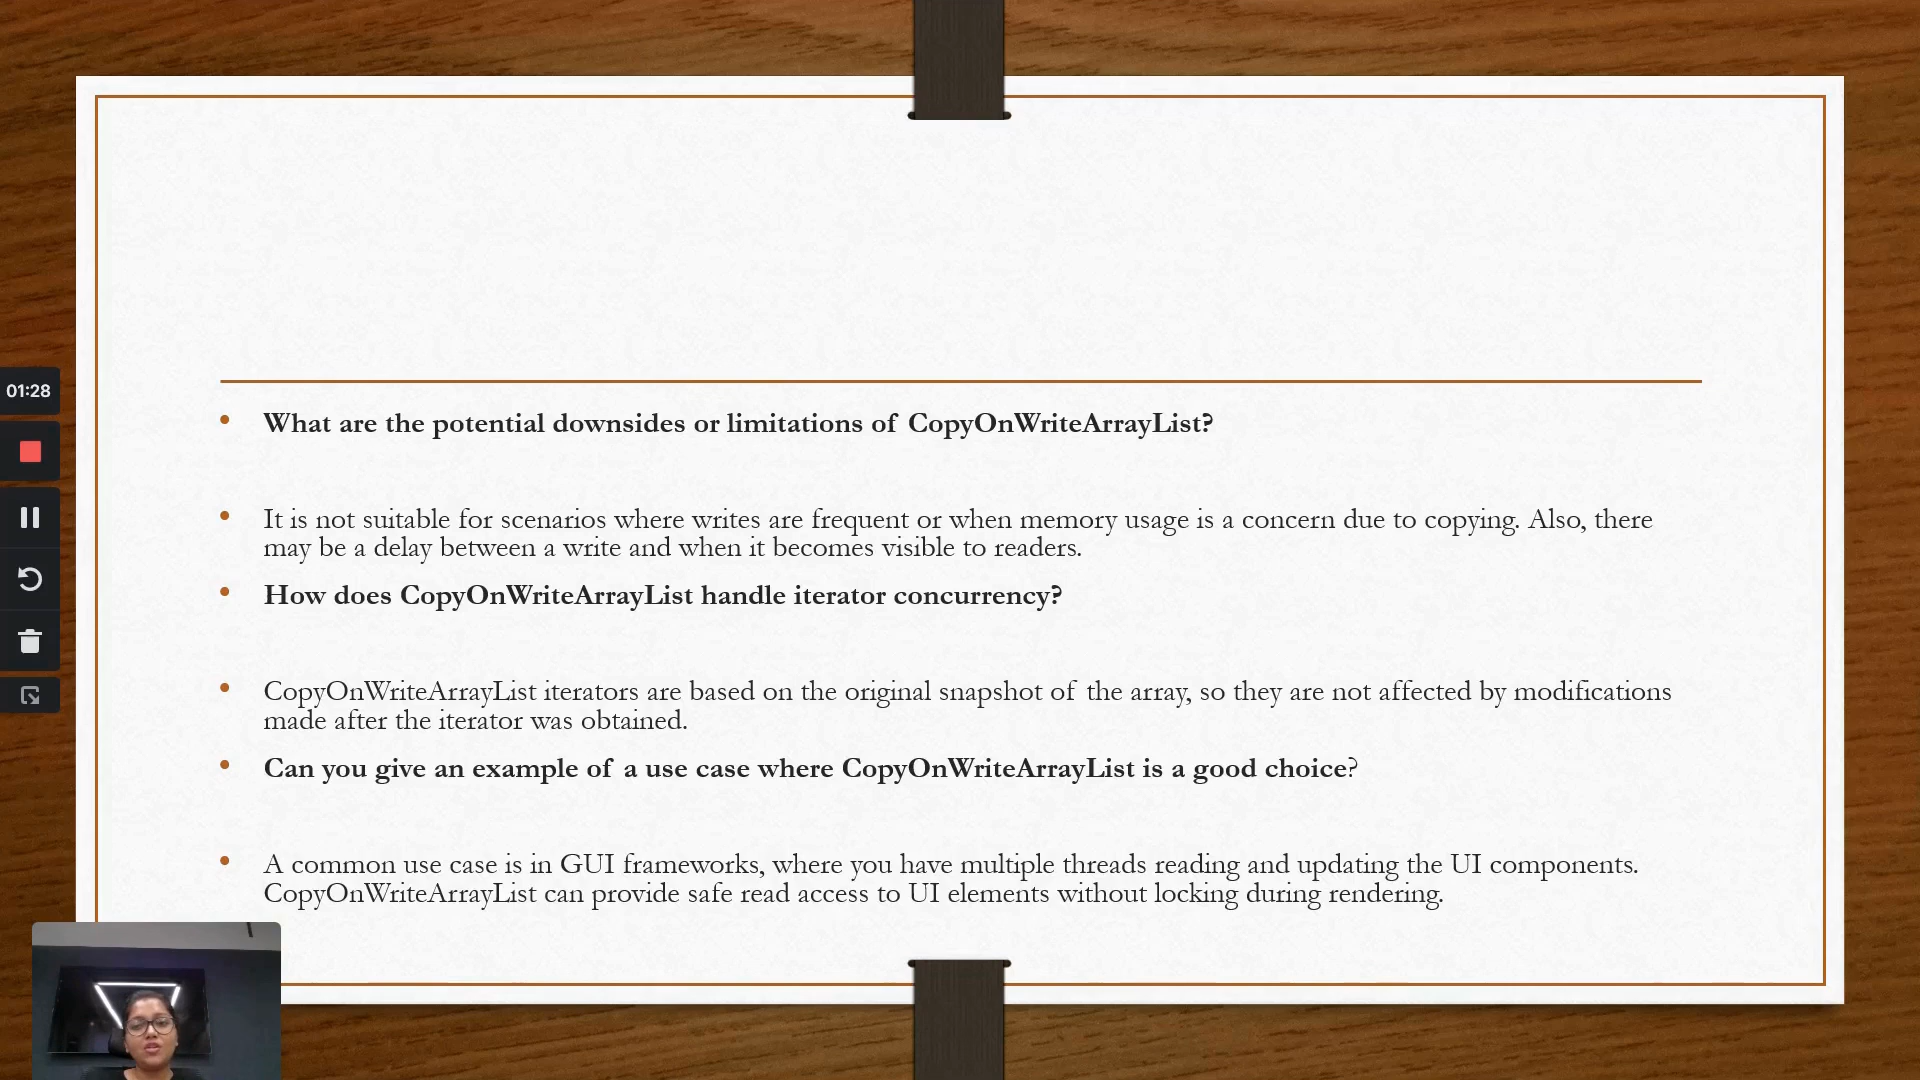 01:28
• What are the potential downsides or limitations of CopyOnWriteArrayList?
• It is not suitable for scenarios where writes are frequent or when memory usage is a concern due to copying. Also, there
may be a delay between a write and when it becomes visible to readers.
• How does CopyOnWriteArrayList handle iterator concurrency?
• CopyOnWriteArrayList iterators are based on the original snapshot of the array, so they are not affected by modifications
made after the iterator was obtained.
• Can you give an example of a use case where CopyOnWriteArrayList is a good choice?
• A common use case is in GUI frameworks, where you have multiple threads reading and updating the UI components.
CopyOnWriteArrayList can provide safe read access to UI elements without locking during rendering.